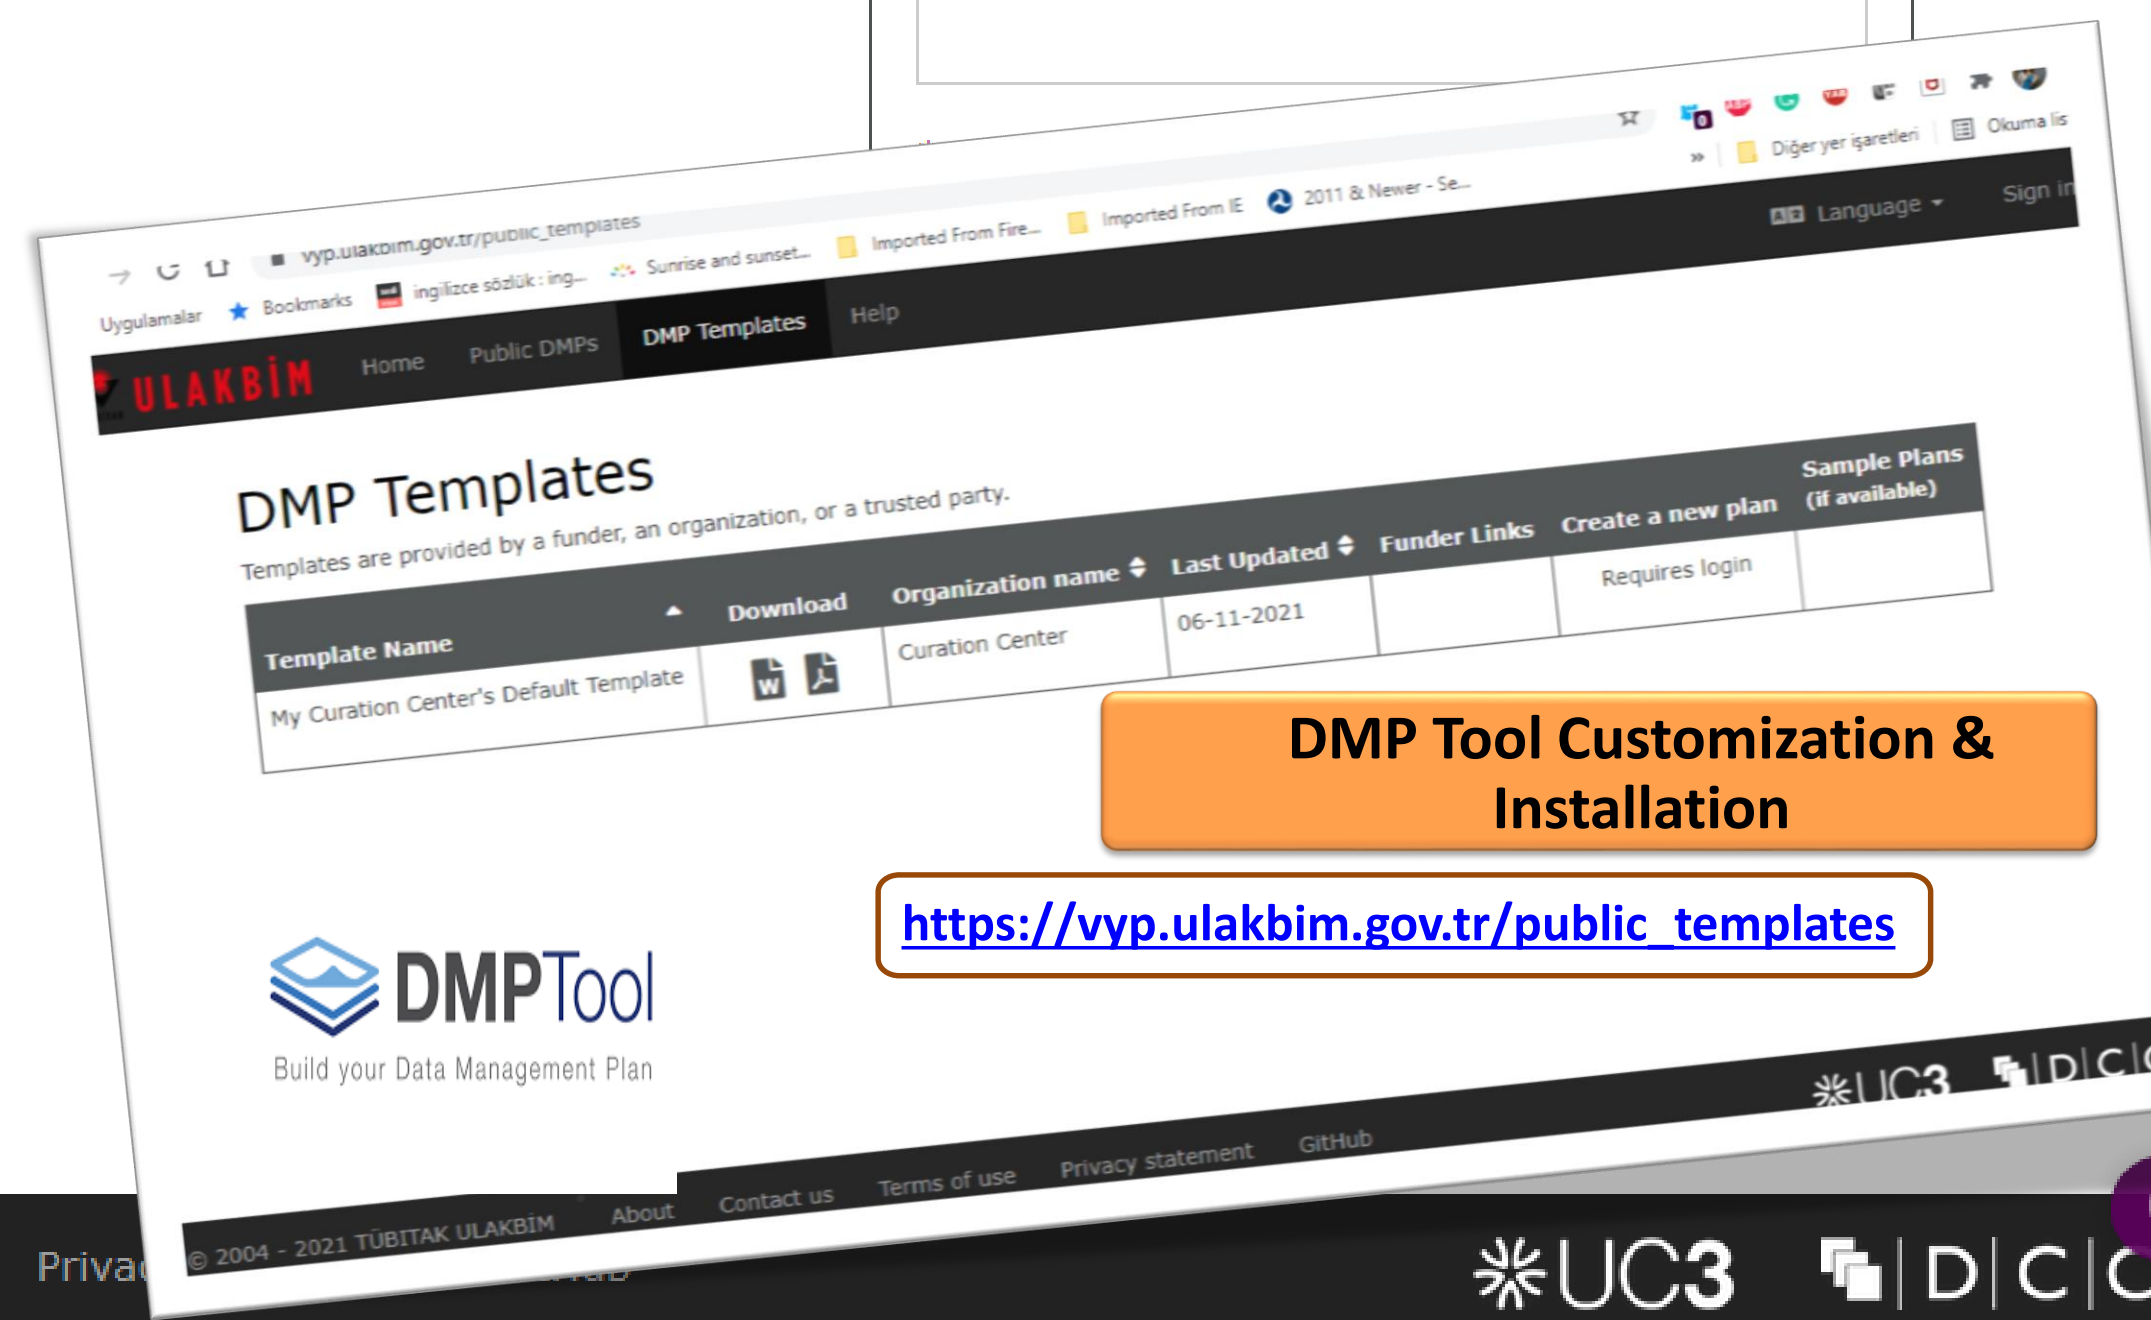 vyp.ulakbim.gov.tr/public_templates
Diğer yer işaretleri
Okuma lis
Uygulamalar
Bookmarks
ingilizce sözlük : ing...
Sunrise and sunset...
Imported From Fire...
Imported From IE
2011 & Newer - Se...
ULAKBİM
Home
Public DMPs
DMP Templates
Help
Language
Sign in
DMP Templates
Templates are provided by a funder, an organization, or a trusted party.
Template Name
Download
Organization name
Last Updated
Funder Links
Create a new plan
Sample Plans
(if available)
My Curation Center's Default Template
Curation Center
06-11-2021
Requires login
DMP Tool Customization &
Installation
https://vyp.ulakbim.gov.tr/public_templates
DMPTool
Build your Data Management Plan
UC3
D|C|C
© 2004 - 2021 TÜBITAK ULAKBİM
About
Contact us
Terms of use
Privacy statement
GitHub
Privac
UC3
D|C|C